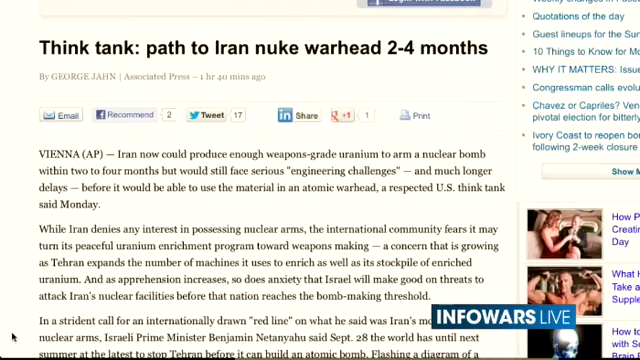 Login with Facebook
Quotations of the day
Guest lineups for the Sun
10 Things to Know for Mo
WHY IT MATTERS: Issue
Congressman calls evolu
Chavez or Capriles? Ven
pivotal election for bitterly
Ivory Coast to reopen bor
following 2-week closure
Show M
Think tank: path to Iran nuke warhead 2-4 months
By GEORGE JAHN | Associated Press – 1 hr 40 mins ago
Email
Recommend 2
Tweet 17
Share
+1 1
Print
VIENNA (AP) — Iran now could produce enough weapons-grade uranium to arm a nuclear bomb
within two to four months but would still face serious "engineering challenges" — and much longer
delays — before it would be able to use the material in an atomic warhead, a respected U.S. think tank
said Monday.
While Iran denies any interest in possessing nuclear arms, the international community fears it may
turn its peaceful uranium enrichment program toward weapons making — a concern that is growing
as Tehran expands the number of machines it uses to enrich as well as its stockpile of enriched
uranium. And as apprehension increases, so does anxiety that Israel will make good on threats to
attack Iran's nuclear facilities before that nation reaches the bomb-making threshold.
In a strident call for an internationally drawn "red line" on what he said was Iran's mo
nuclear arms, Israeli Prime Minister Benjamin Netanyahu said Sept. 28 the world has until next
summer at the latest to stop Tehran before it can build an atomic bomb. Flashing a diagram of a
How P
Creatin
Day
What H
Take a
Supple
How to
INFOWARS LIVE